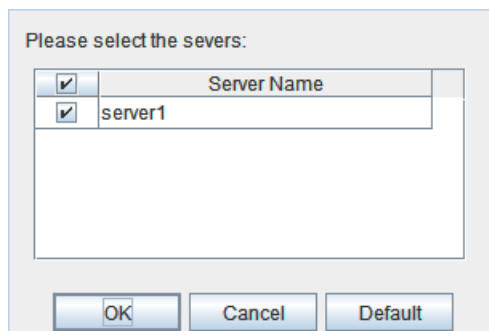 Please select the severs:
Server Name
server1
OK Cancel Default